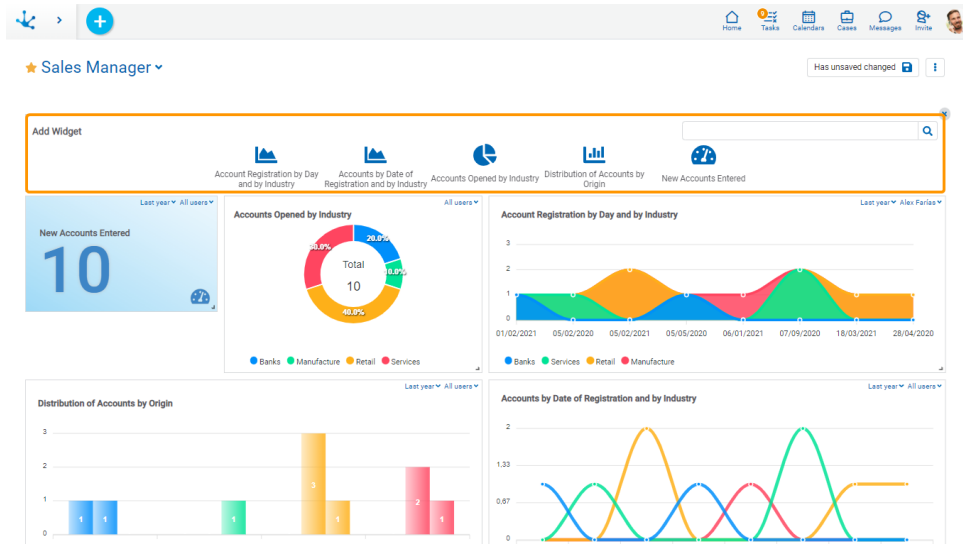 9
Home Tasks Calendars Cases Messages Invite
Sales Manager
Has unsaved changed
Add Widget
Account Registration by Day and by Industry
Accounts by Date of Registration and by Industry
Accounts Opened by Industry
Distribution of Accounts by Origin
New Accounts Entered
Last year All users
New Accounts Entered
10
All users
Accounts Opened by Industry
20.0%
10.0%
40.0%
30.0%
Total
10
Banks Manufacture Retail Services
Last year Alex Farías
Account Registration by Day and by Industry
3
2
1
0
01/02/2021 05/02/2020 05/02/2021 05/05/2020 06/01/2021 07/09/2020 18/03/2021 28/04/2020
Banks Services Retail Manufacture
Last year All users
Distribution of Accounts by Origin
3
2
1
0
1 1 1 3 1 2 1
Last year All users
Accounts by Date of Registration and by Industry
2
1.33
0.67
0